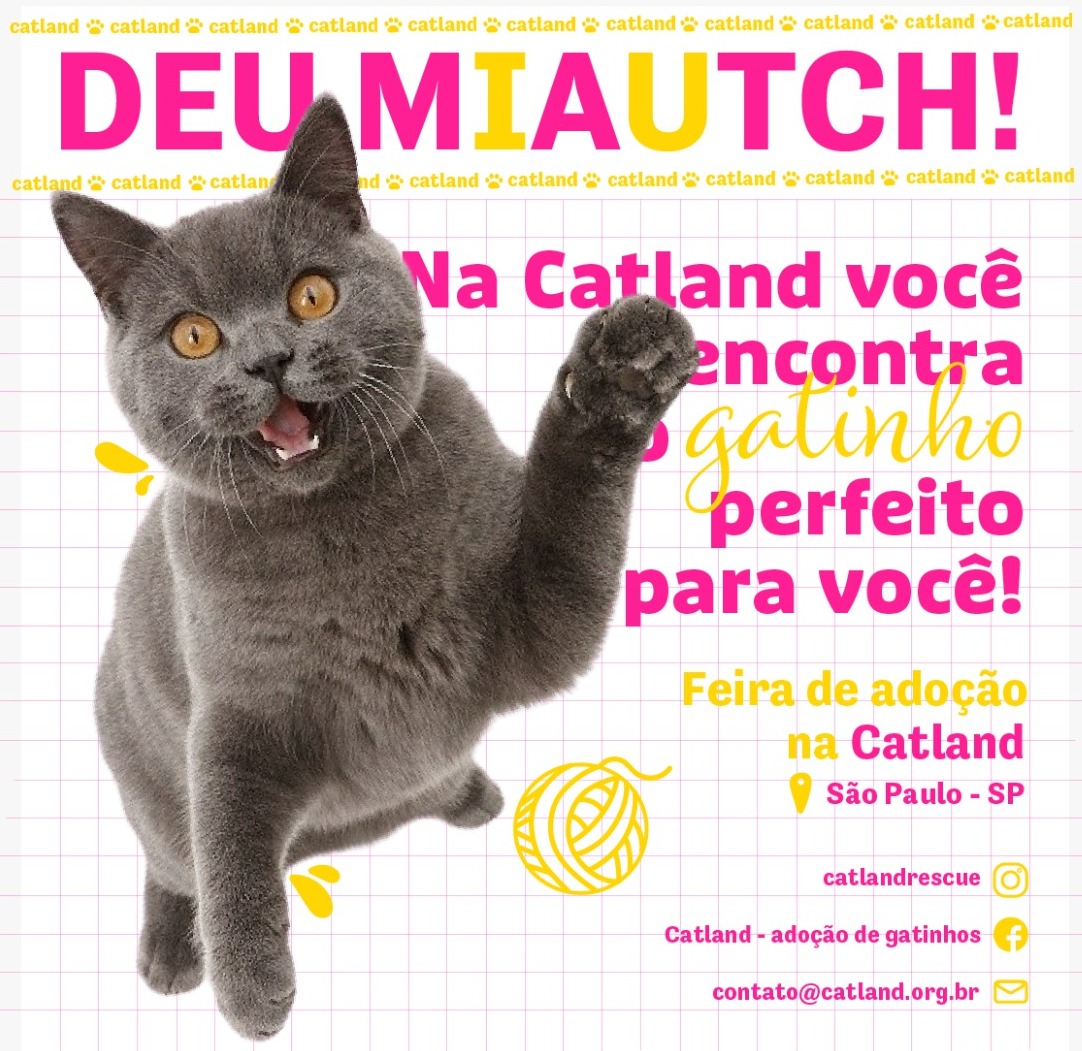 catland catland catland catland catland catland catland catland catland catland catland
DEU MIAUTCH!
catland catland catland catland catland catland catland catland catland catland
Na Catland você
encontra
o gatinho
perfeito
para você!
Feira de adoção
na Catland
São Paulo - SP
catlandrescue
Catland - adoção de gatinhos
contato@catland.org.br